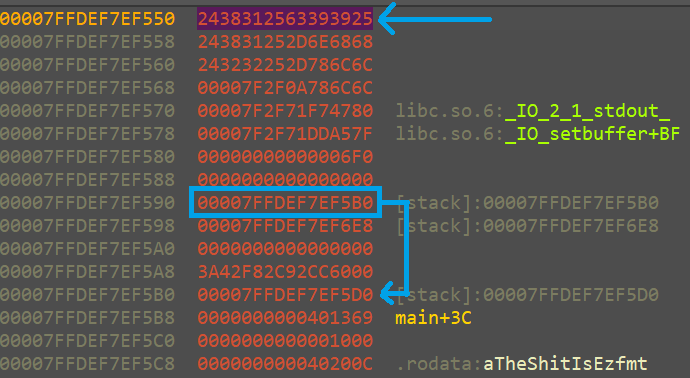 00007FFDEF7EF550 2438312563393925
00007FFDEF7EF558 243831252D6E6868
00007FFDEF7EF560 243232252D786C6C
00007FFDEF7EF568 00007F2F0A786C6C
00007FFDEF7EF570 00007F2F71F74780 libc.so.6:_IO_2_1_stdout_
00007FFDEF7EF578 00007F2F71DDA57F libc.so.6:_IO_setbuffer+BF
00007FFDEF7EF580 00000000000006F0
00007FFDEF7EF588 0000000000000000
00007FFDEF7EF590 00007FFDEF7EF5B0 [stack]:00007FFDEF7EF5B0
00007FFDEF7EF598 00007FFDEF7EF6E8 [stack]:00007FFDEF7EF6E8
00007FFDEF7EF5A0 0000000000000000
00007FFDEF7EF5A8 3A42F82C92CC6000
00007FFDEF7EF5B0 00007FFDEF7EF5D0 [stack]:00007FFDEF7EF5D0
00007FFDEF7EF5B8 0000000000401369 main+3C
00007FFDEF7EF5C0 0000000000001000
00007FFDEF7EF5C8 000000000040200C .rodata:aTheShitIsEzfmt